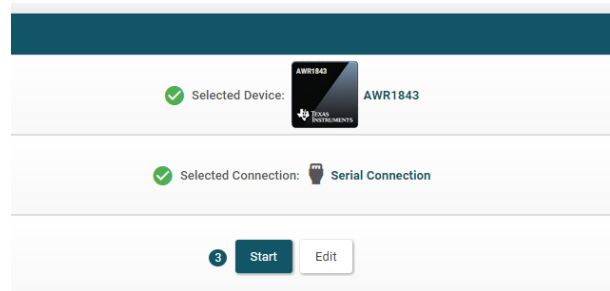 AWR1843
Selected Device:
AWR1843
TEXAS
INSTRUMENTS
Selected Connection: Serial Connection
3 Start Edit